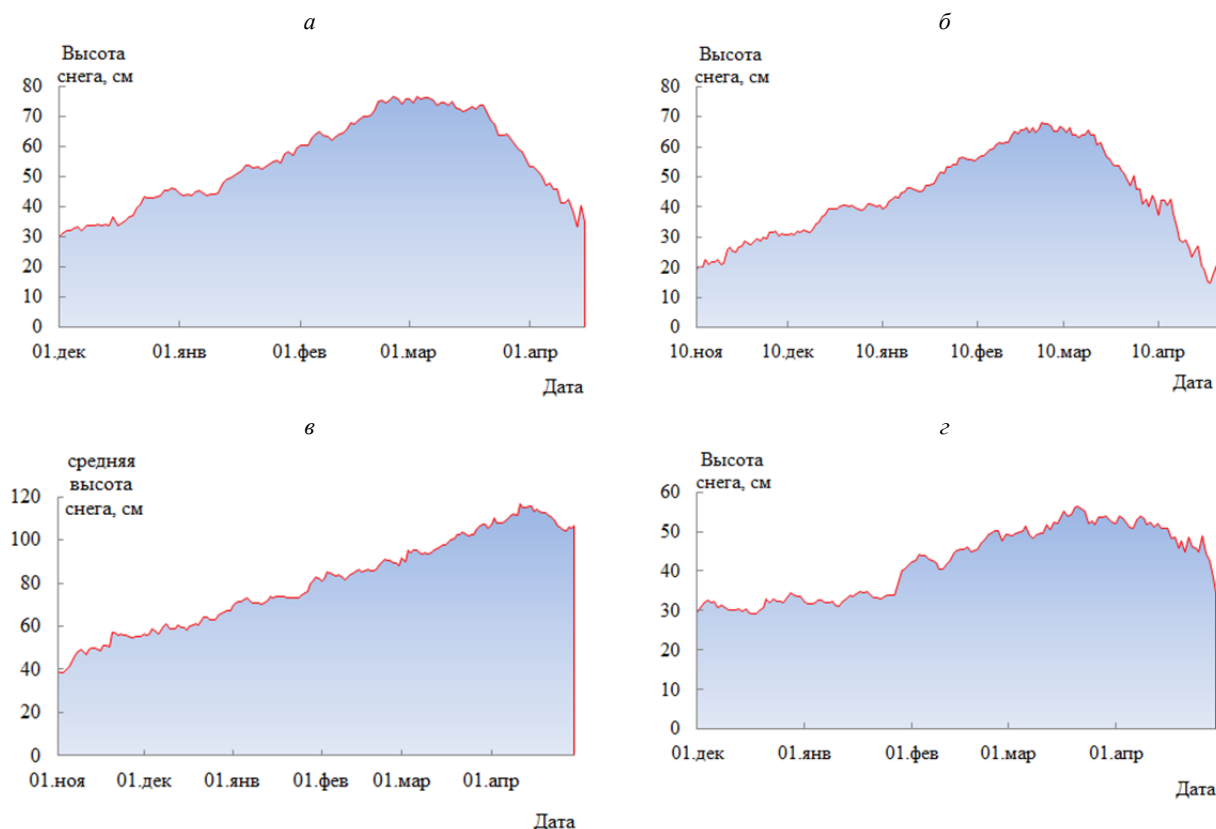 а
Высота
снега, см
80
70
60
50
40
30
20
10
0
01.дек 01.янв 01.фев 01.мар 01.апр
Дата
б
Высота
снега, см
80
70
60
50
40
30
20
10
0
10.ноя 10.дек 10.янв 10.фев 10.мар 10.апр
Дата
в
средняя
высота
снега, см
120
100
80
60
40
20
0
01.ноя 01.дек 01.янв 01.фев 01.мар 01.апр
Дата
г
Высота
снега, см
60
50
40
30
20
10
0
01.дек 01.янв 01.фев 01.мар 01.апр
Дата